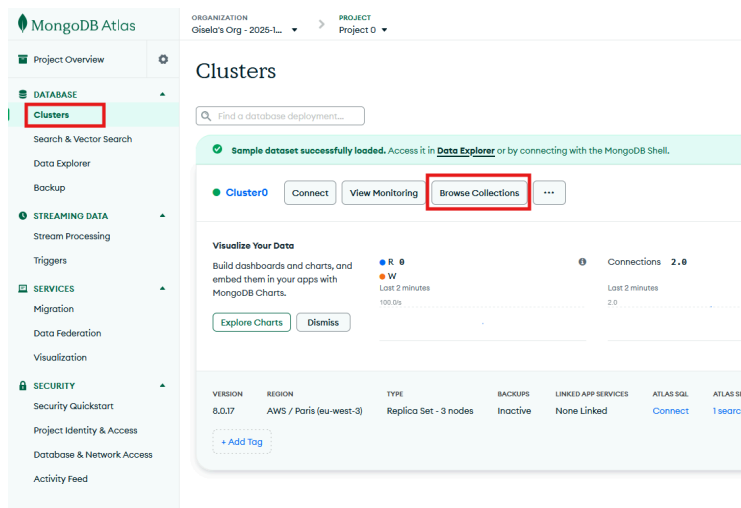 MongoDB Atlas
ORGANIZATION
Gisela's Org - 2025-1...
PROJECT
Project 0
Project Overview
DATABASE
Clusters
Search & Vector Search
Data Explorer
Backup
STREAMING DATA
Stream Processing
Triggers
SERVICES
Migration
Data Federation
Visualization
SECURITY
Security Quickstart
Project Identity & Access
Database & Network Access
Activity Feed
Clusters
Find a database deployment...
Sample dataset successfully loaded. Access it in Data Explorer or by connecting with the MongoDB Shell.
Cluster0
Connect
View Monitoring
Browse Collections
...
Visualize Your Data
Build dashboards and charts, and
embed them in your apps with
MongoDB Charts.
Explore Charts
Dismiss
R 0
W
Last 2 minutes
100.0/s
Connections 2.0
Last 2 minutes
2.0
VERSION REGION TYPE BACKUPS LINKED APP SERVICES ATLAS SQL ATLAS S
8.0.17 AWS / Paris (eu-west-3) Replica Set - 3 nodes Inactive None Linked Connect 1 searc
+ Add Tag